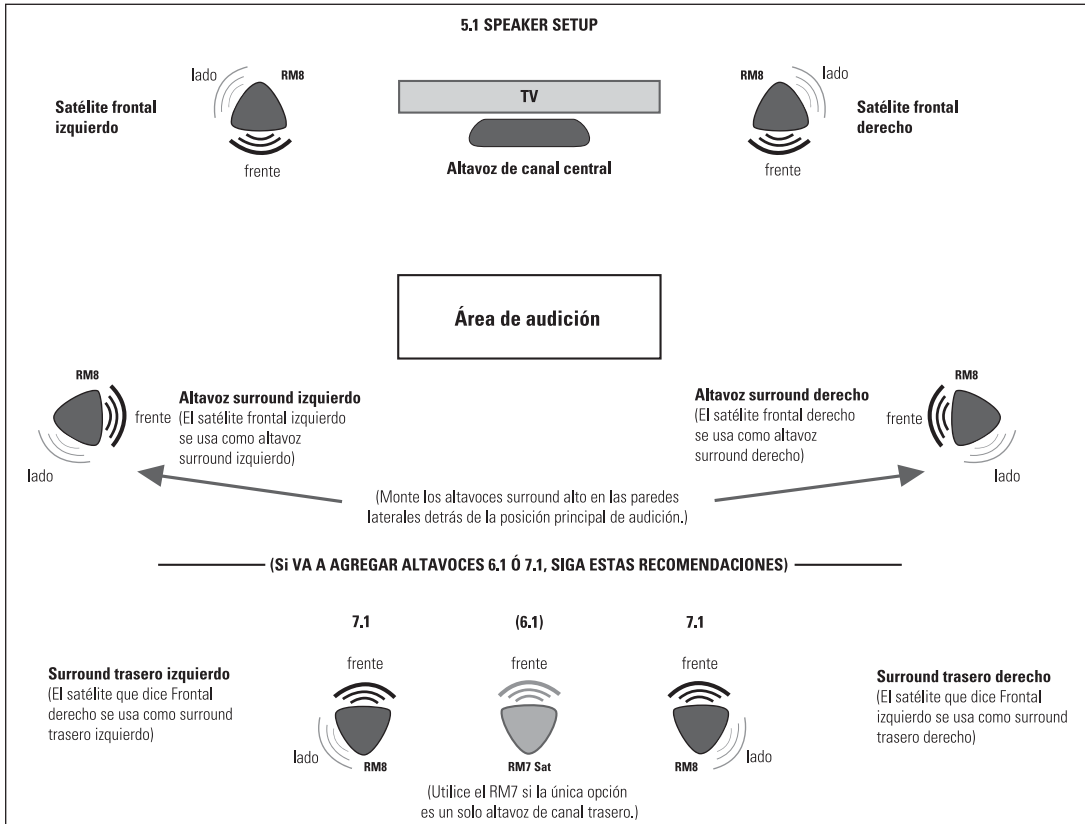 5.1 SPEAKER SETUP
lado
RM8
Satélite frontal
izquierdo
frente
TV
Altavoz de canal central
RM8
lado
Satélite frontal
derecho
frente
Área de audición
RM8
frente
lado
Altavoz surround izquierdo
(El satélite frontal izquierdo
se usa como altavoz
surround izquierdo)
Altavoz surround derecho
(El satélite frontal derecho
se usa como altavoz
surround derecho)
RM8
frente
lado
(Monte los altavoces surround alto en las paredes
laterales detrás de la posición principal de audición.)
(Si VA A AGREGAR ALTAVOCES 6.1 Ó 7.1, SIGA ESTAS RECOMENDACIONES)
7.1
(6.1)
7.1
Surround trasero izquierdo
(El satélite que dice Frontal
derecho se usa como surround
trasero izquierdo)
frente
lado
RM8
frente
RM7 Sat
(Utilice el RM7 si la única opción
es un solo altavoz de canal trasero.)
frente
lado
RM8
Surround trasero derecho
(El satélite que dice Frontal
izquierdo se usa como surround
trasero derecho)